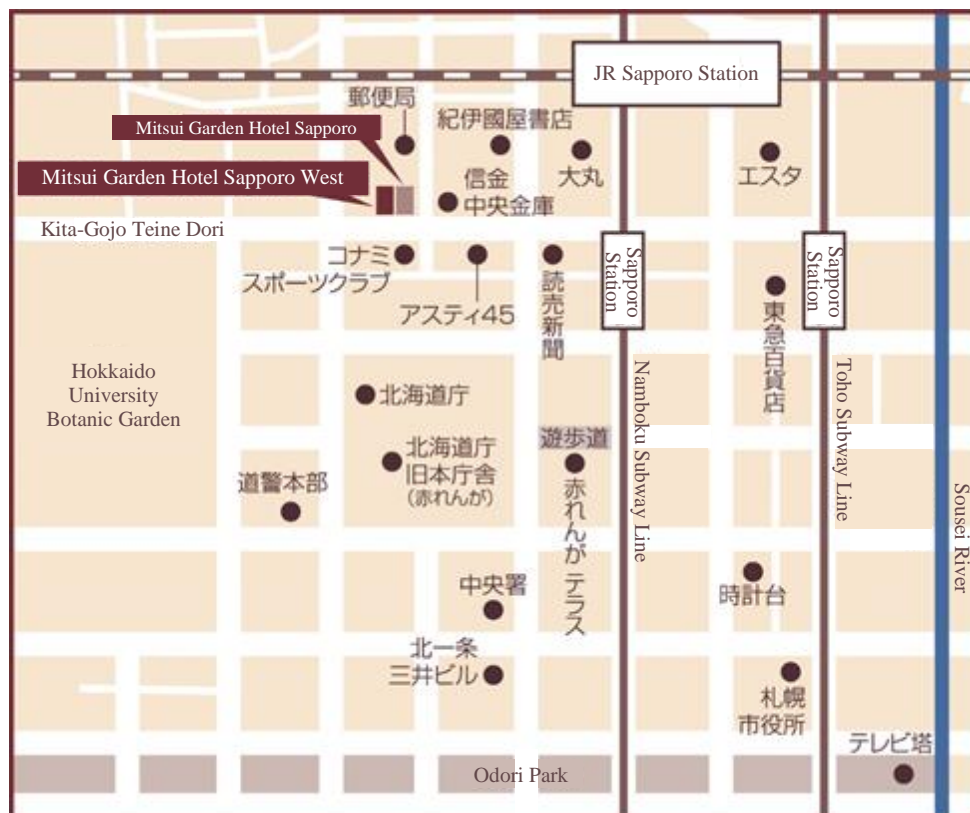 JR Sapporo Station
郵便局
Mitsui Garden Hotel Sapporo
紀伊國屋書店
Mitsui Garden Hotel Sapporo West
信金
中央金庫
大丸
エスタ
Kita-Gojo Teine Dori
コナミ
スポーツクラブ
アスティ45
読売新聞
Sapporo
Station
東急百貨店
Sapporo
Station
Hokkaido
University
Botanic Garden
北海道庁
Namboku Subway Line
Toho Subway Line
北海道庁
旧本庁舎
(赤れんが)
遊歩道
赤れんが テラス
道警本部
Sousei River
中央署
時計台
北一条
三井ビル
札幌
市役所
テレビ塔
Odori Park